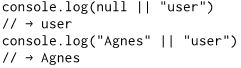 console.log(null || "user")
// → user
console.log("Agnes" || "user")
// → Agnes